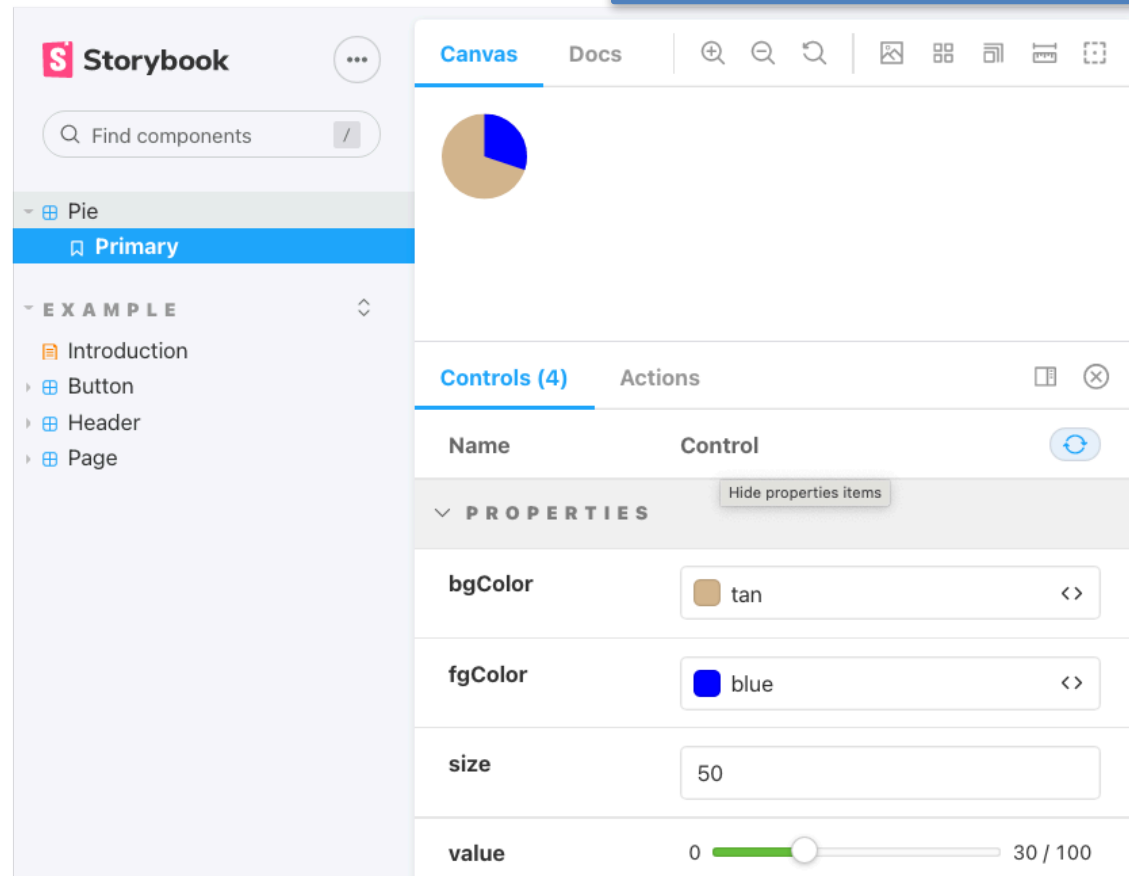 Storybook
Find components /
Pie
Primary
EXAMPLE
Introduction
Button
Header
Page
Canvas Docs
Controls (4) Actions
Name Control
Hide properties items
PROPERTIES
bgColor tan
fgColor blue
size 50
value 0 30 / 100